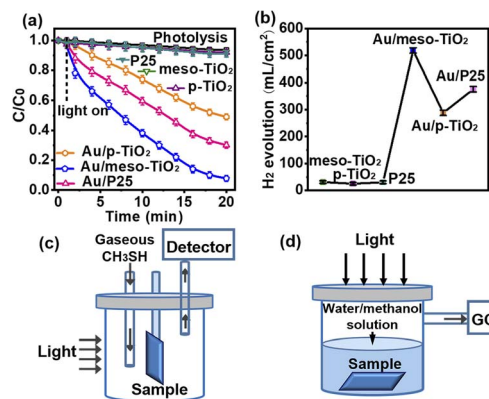 (a)
Photolysis
P25
meso-TiO2
p-TiO2
light on
Au/p-TiO2
Au/meso-TiO2
Au/P25
C/C0
1.0
0.8
0.6
0.4
0.2
0.0
0 5 10 15 20
Time (min)
(b)
H2 evolution (mL/cm2)
600
500
400
300
200
100
0
Au/meso-TiO2
Au/P25
Au/p-TiO2
meso-TiO2
p-TiO2
P25
(c)
Gaseous
CH3SH
Detector
Light
Sample
(d)
Light
Water/methanol
solution
GC
Sample